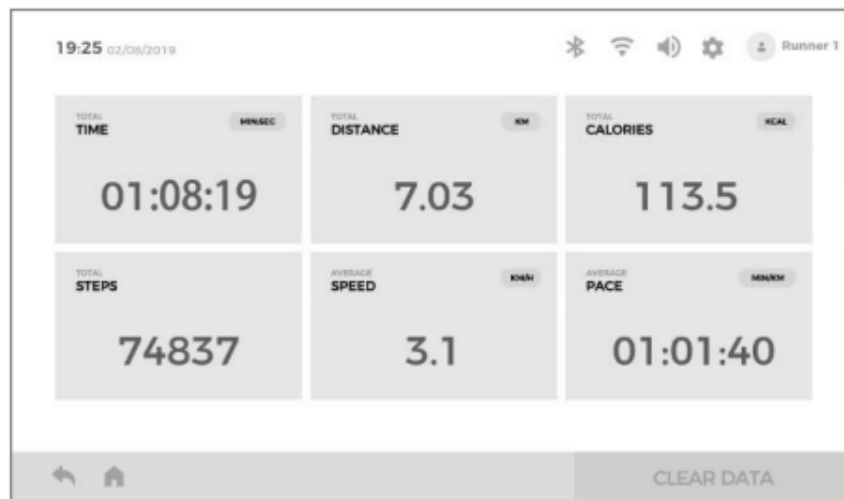 19:25 02/08/2019
Runner 1
TOTAL
TIME
MIN:SEC
01:08:19
TOTAL
DISTANCE
KM
7.03
TOTAL
CALORIES
KCAL
113.5
TOTAL
STEPS
74837
AVERAGE
SPEED
KM/H
3.1
AVERAGE
PACE
MIN/KM
01:01:40
CLEAR DATA